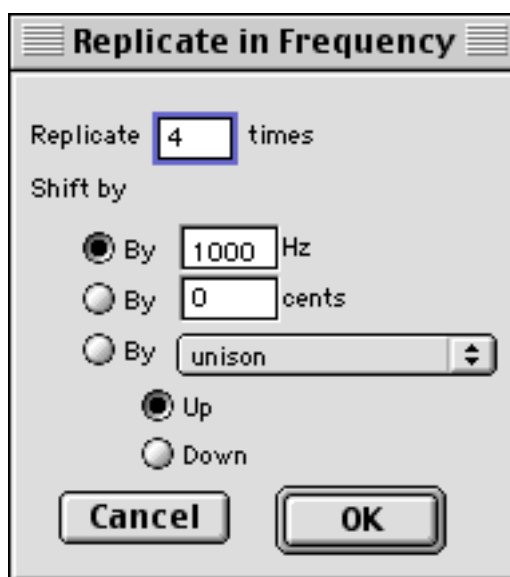 Replicate in Frequency
Replicate 4 times
Shift by
By 1000 Hz
By 0 cents
By unison
Up
Down
Cancel OK